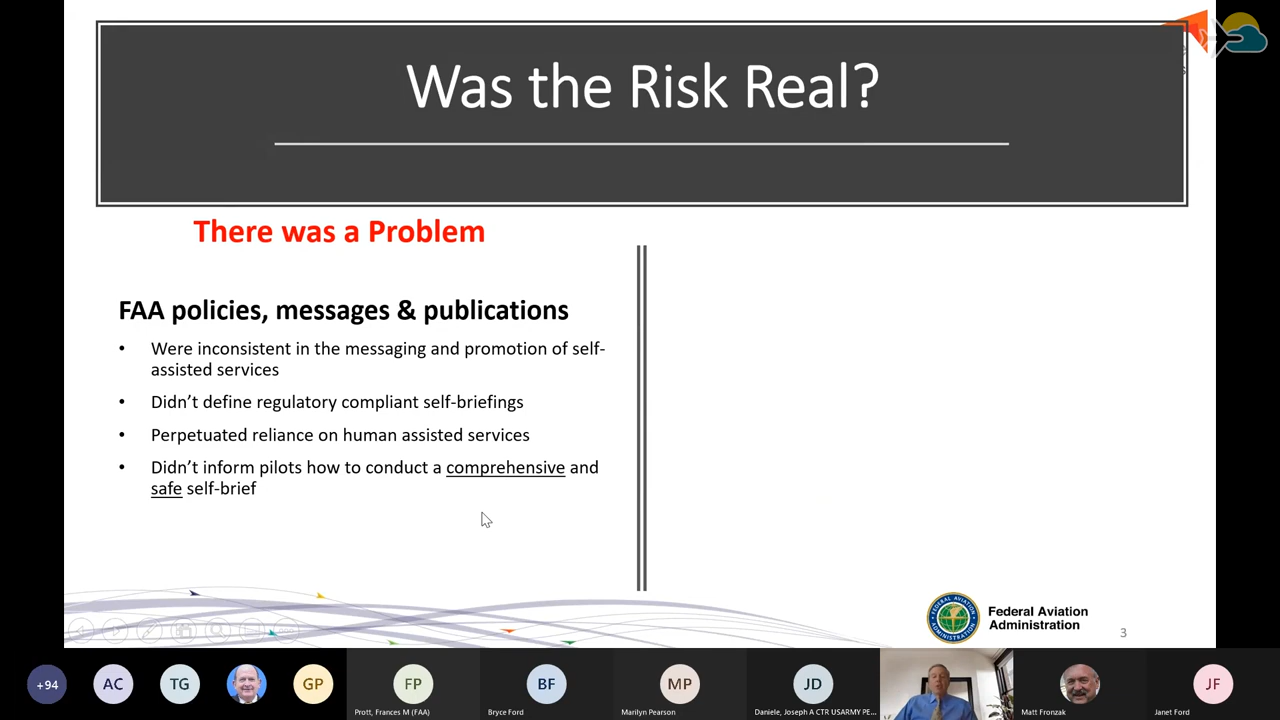 Was the Risk Real?
There was a Problem
FAA policies, messages & publications
• Were inconsistent in the messaging and promotion of self-
assisted services
• Didn't define regulatory compliant self-briefings
• Perpetuated reliance on human assisted services
• Didn't inform pilots how to conduct a comprehensive and
safe self-brief
Federal Aviation
Administration
3
+94
AC
TG
GP
FP
Prott, Frances M (FAA)
BF
Bryce Ford
MP
Marilyn Pearson
JD
Daniele, Joseph A CTR USARMY PE...
Matt Fronzak
JF
Janet Ford